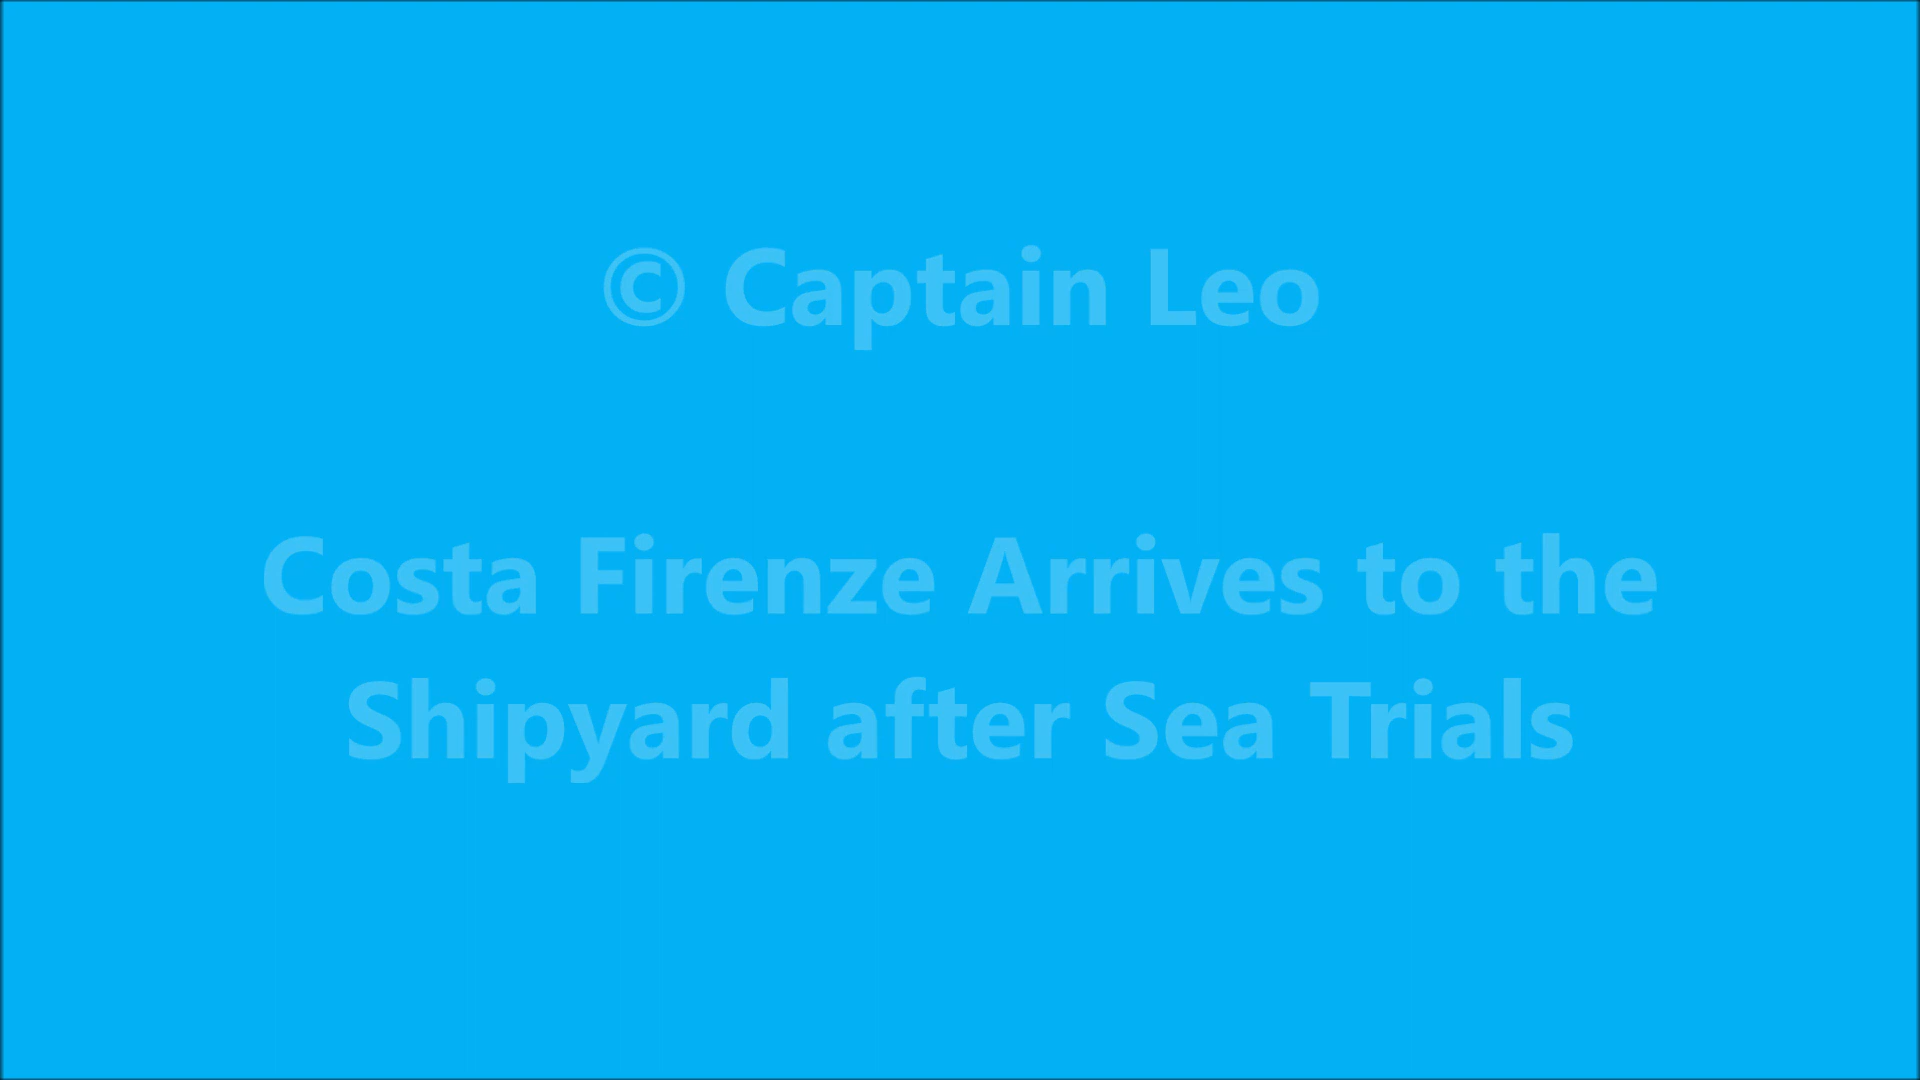 © Captain Leo
Costa Firenze Arrives to the
Shipyard after Sea Trials